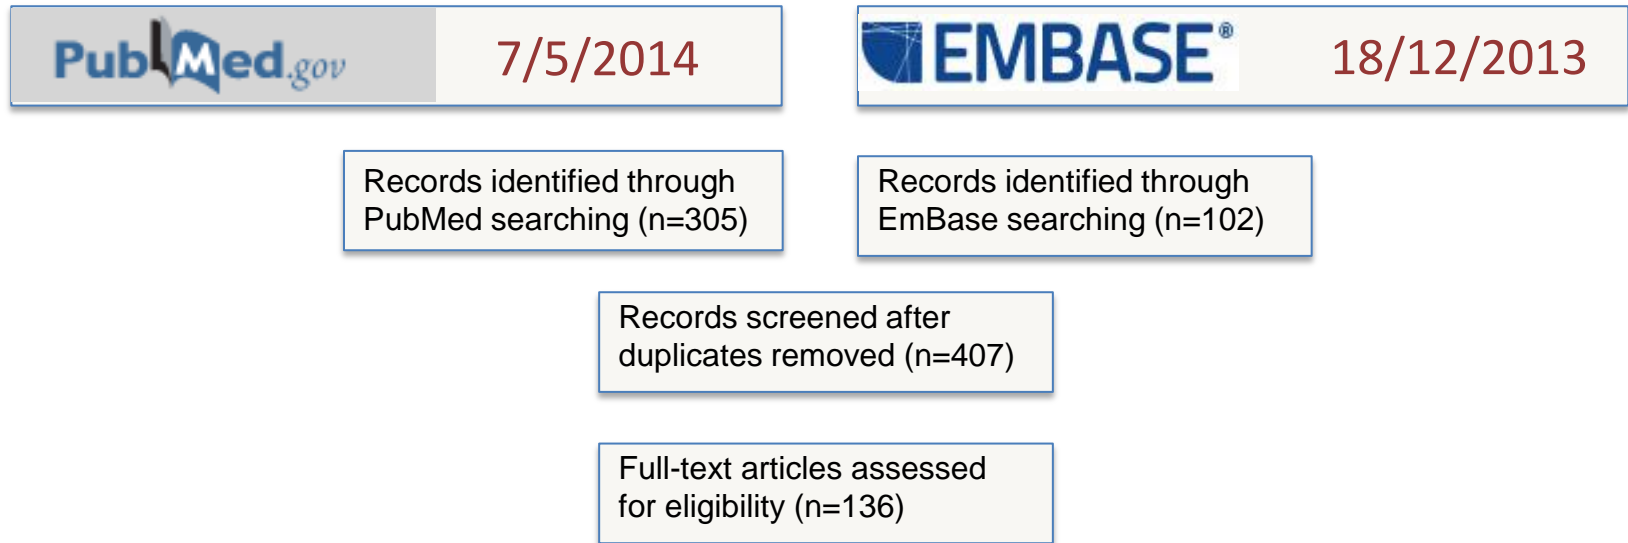 PubMed.gov 7/5/2014
EMBASE® 18/12/2013
Records identified through
PubMed searching (n=305)
Records identified through
EmBase searching (n=102)
Records screened after
duplicates removed (n=407)
Full-text articles assessed
for eligibility (n=136)